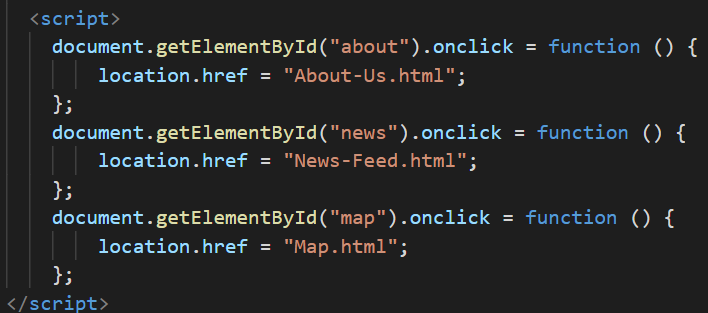 <script>
document.getElementById("about").onclick = function () {
location.href = "About-Us.html";
};
document.getElementById("news").onclick = function () {
location.href = "News-Feed.html";
};
document.getElementById("map").onclick = function () {
location.href = "Map.html";
};
</script>